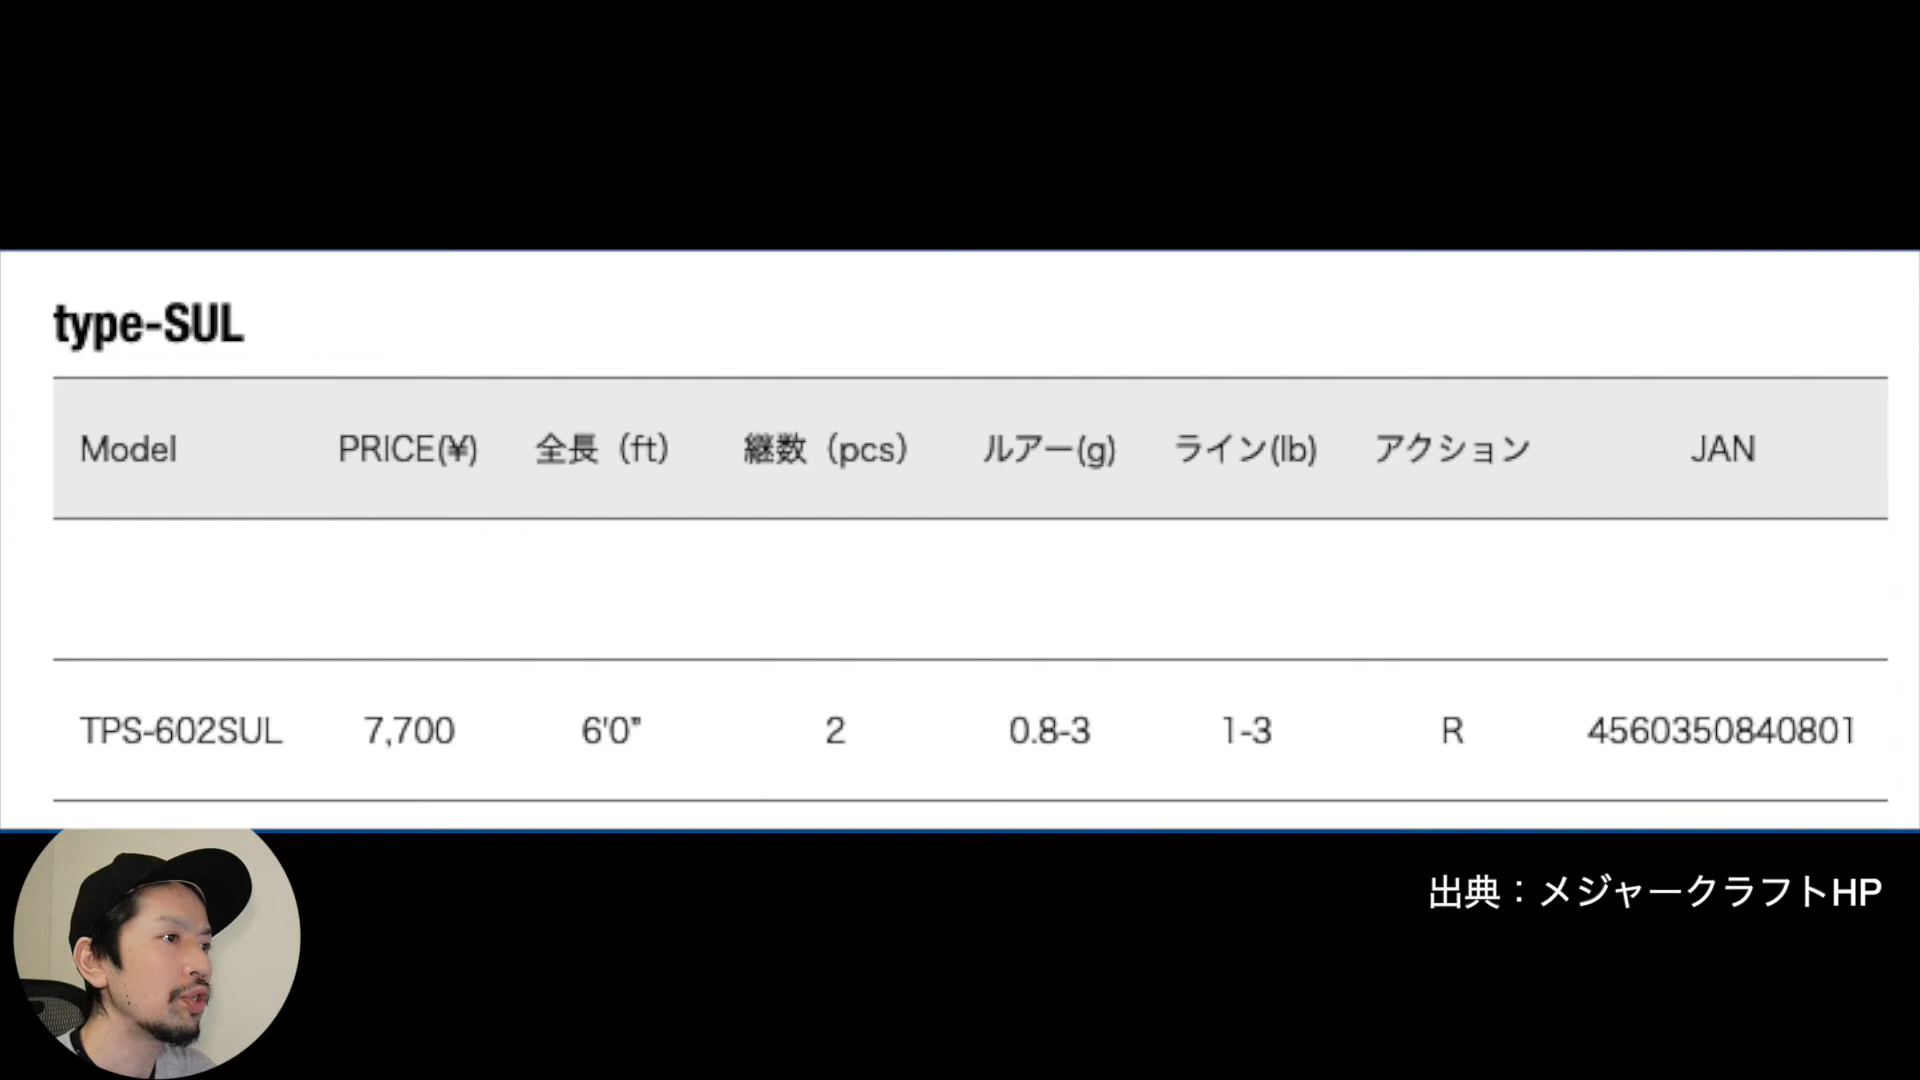 type-SUL
Model PRICE(¥) 全長（ft） 継数（pcs） ルアー(g) ライン(lb) アクション JAN
TPS-602SUL 7,700 6'0” 2 0.8-3 1-3 R 4560350840801
出典：メジャークラフトHP